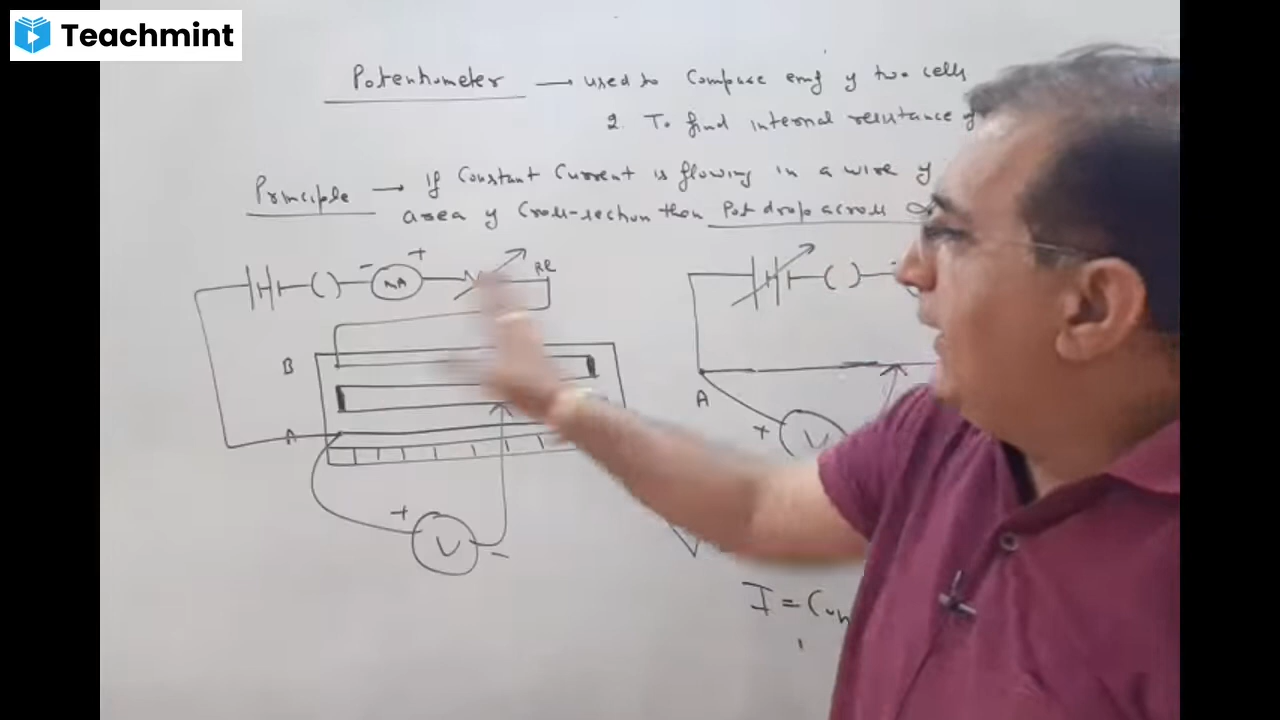 Teachmint
Potentiometer → used to Compare emf of two cells
2. To find internal resistance of
Principle → If Constant Current is flowing in a wire of
area of Cross-section then Pot drop across
- +
MA
B
A
+
V
-
A
+
V
I = Con